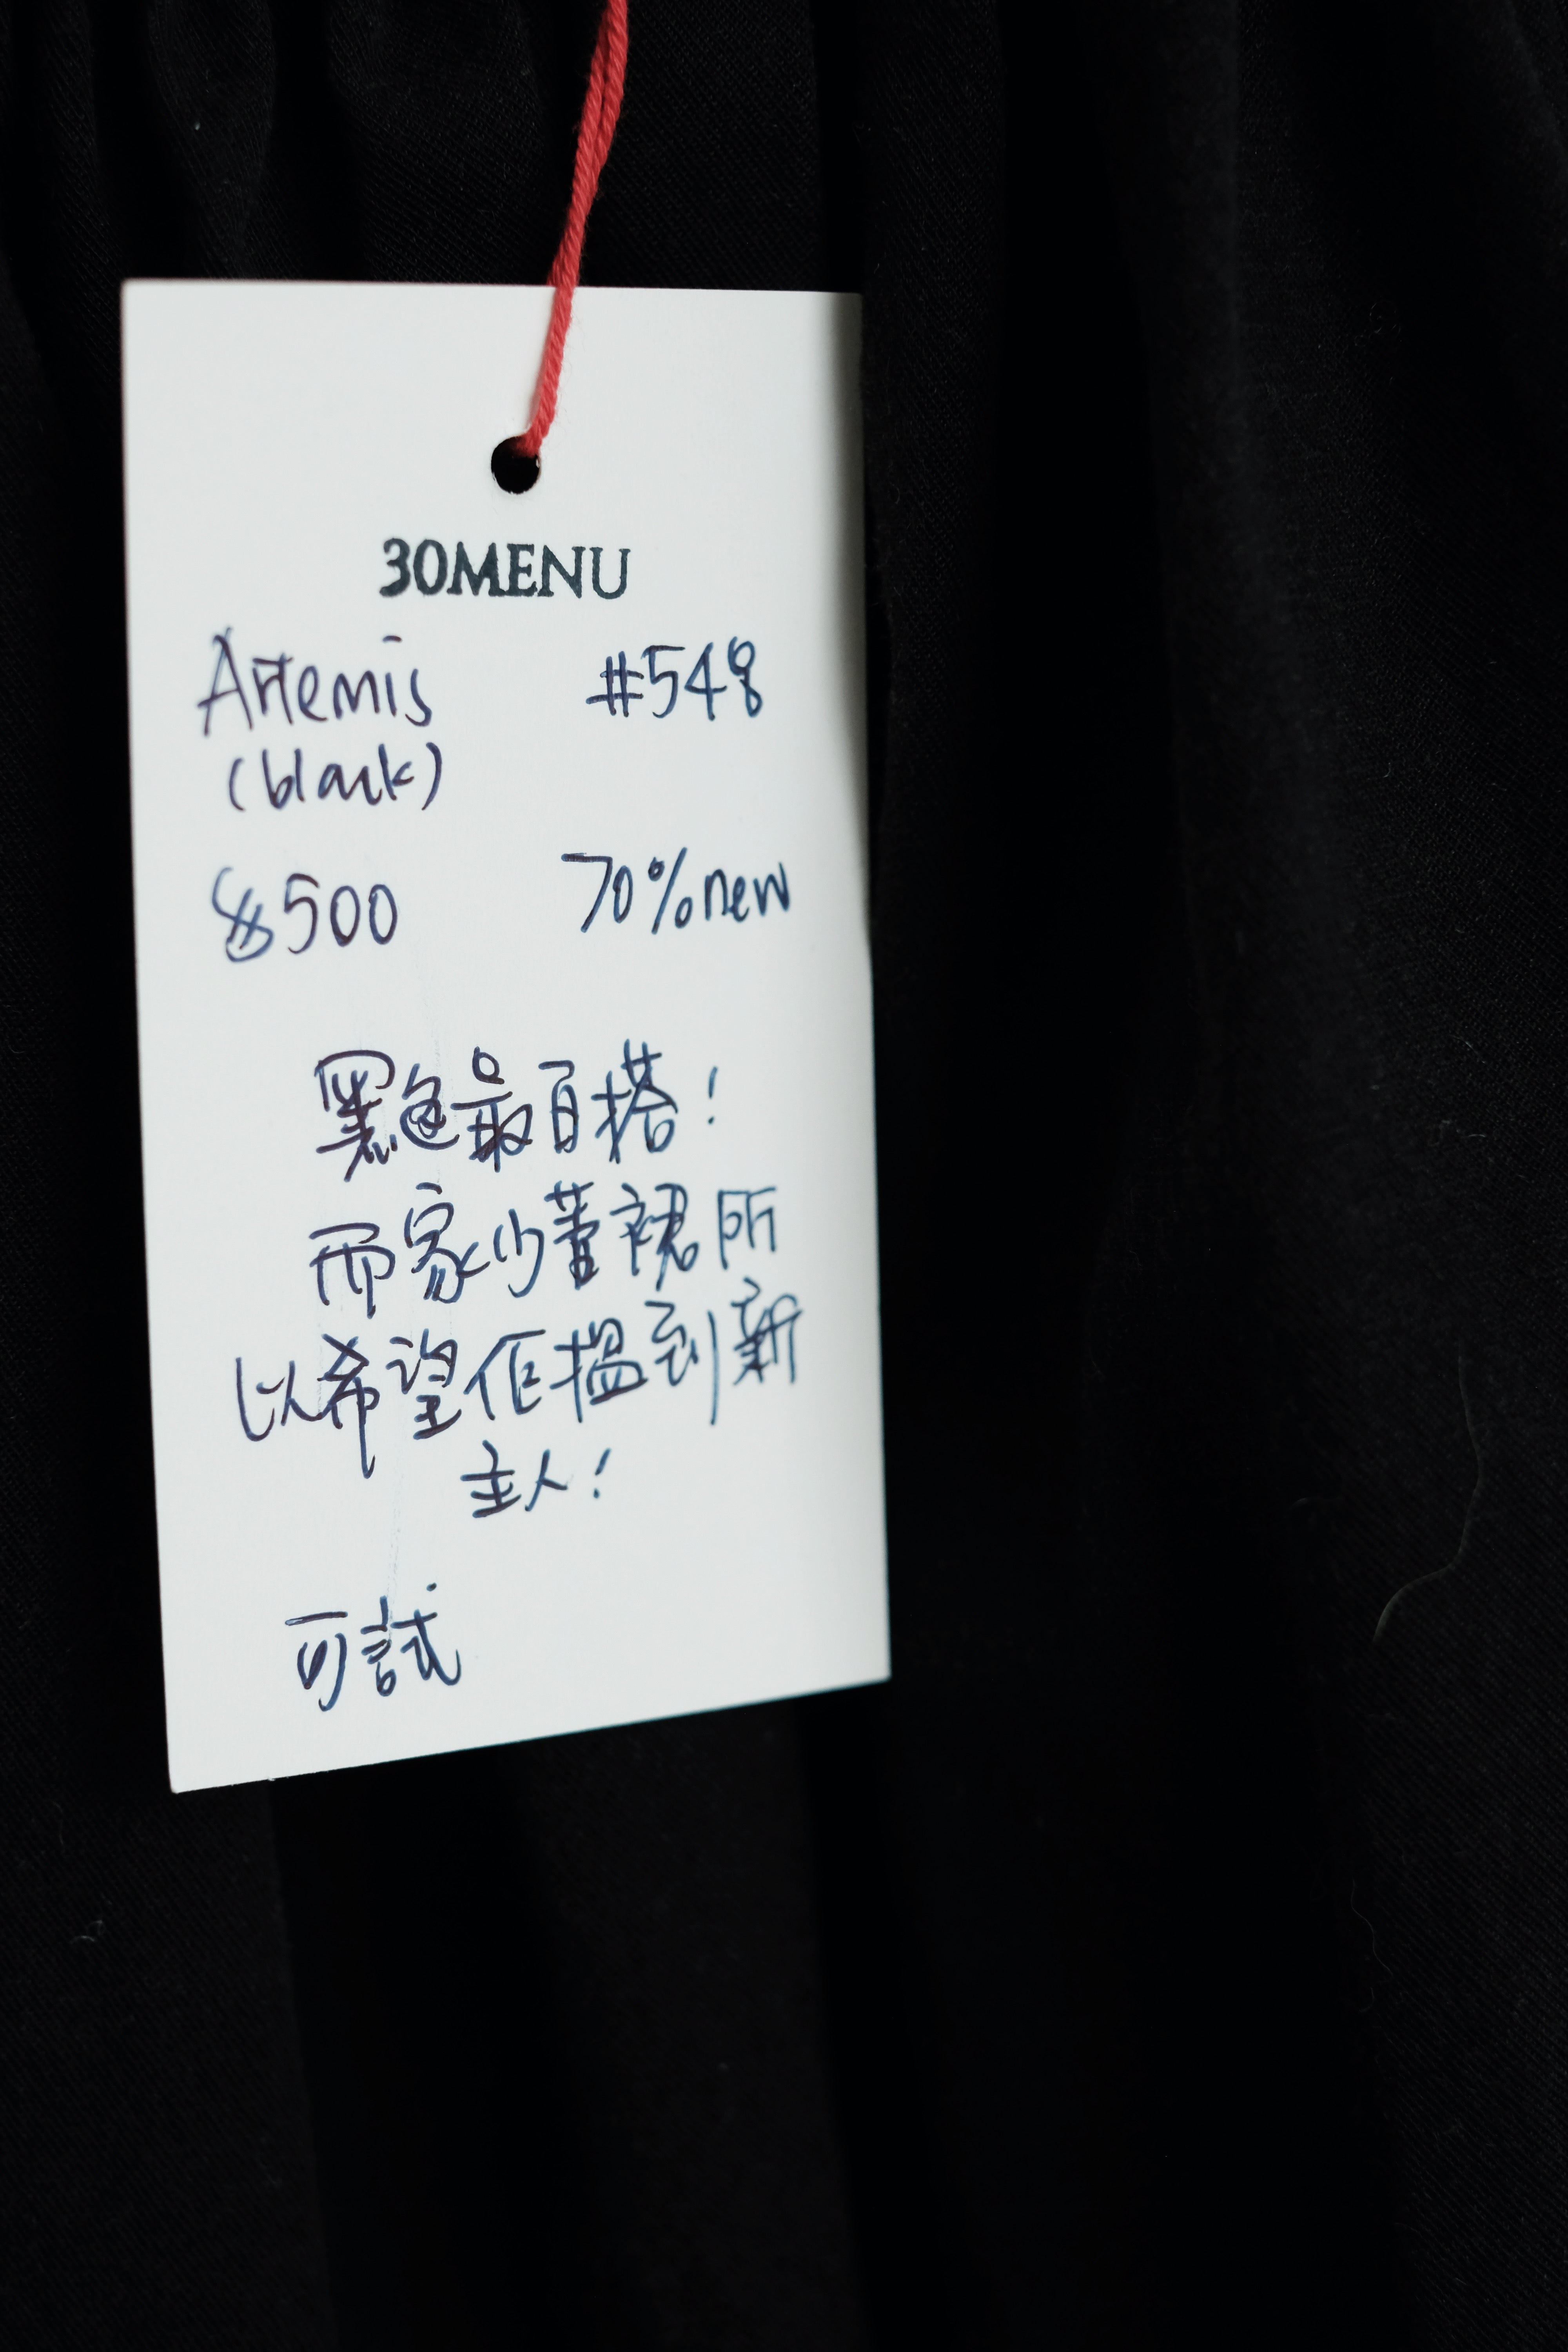 30MENU
Artemis #548
(black)
$500 70%new
黑色最百搭！
而家少著裙所
以希望佢搵到新
主人！
可試